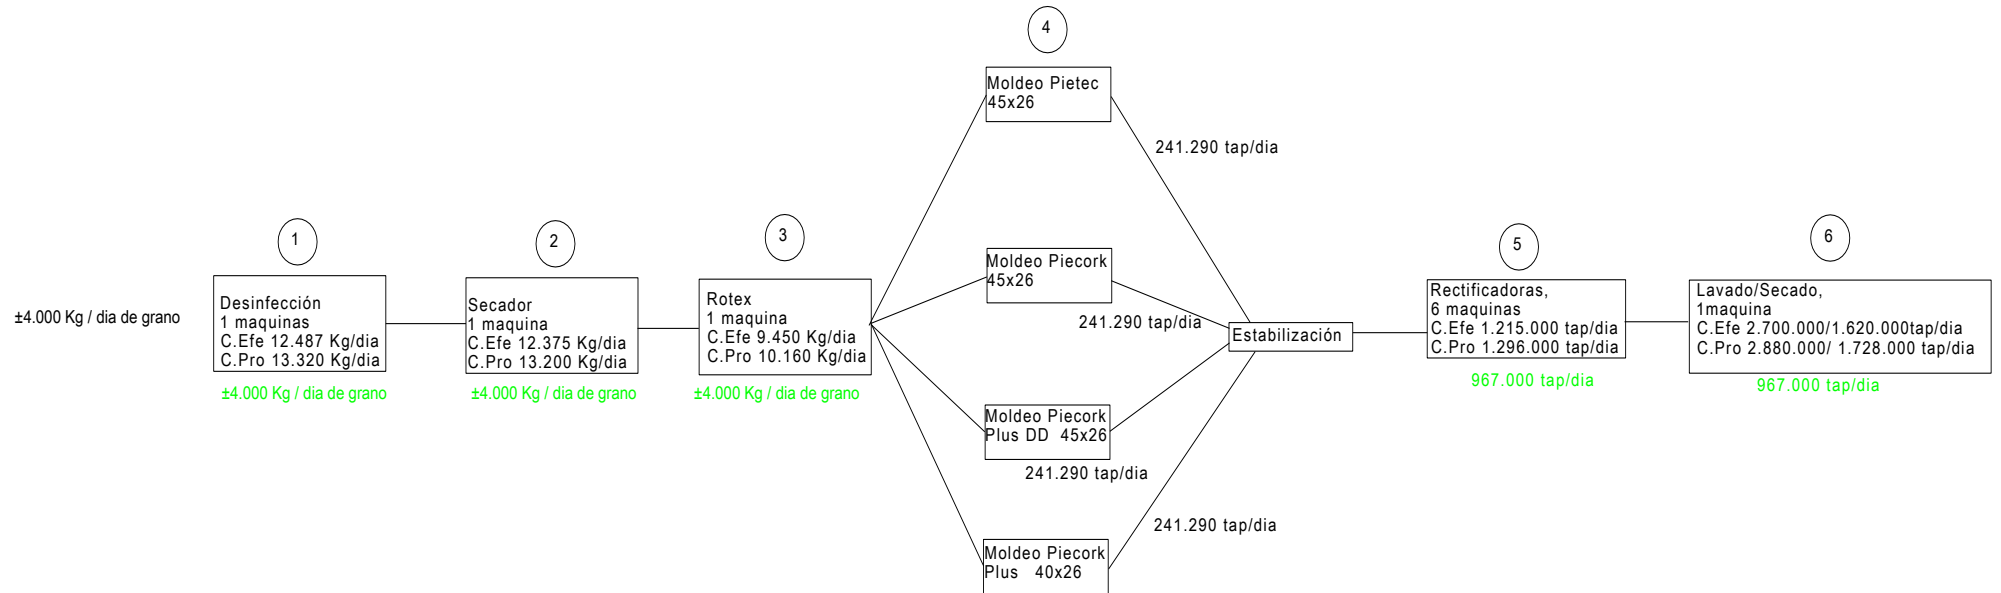 ±4.000 Kg / dia de grano
1
Desinfección
1 maquinas
C.Efe 12.487 Kg/dia
C.Pro 13.320 Kg/dia
±4.000 Kg / dia de grano
2
Secador
1 maquina
C.Efe 12.375 Kg/dia
C.Pro 13.200 Kg/dia
±4.000 Kg / dia de grano
3
Rotex
1 maquina
C.Efe 9.450 Kg/dia
C.Pro 10.160 Kg/dia
±4.000 Kg / dia de grano
4
Moldeo Pietec
45x26
241.290 tap/dia
Moldeo Piecork
45x26
241.290 tap/dia
Moldeo Piecork
Plus DD 45x26
241.290 tap/dia
Moldeo Piecork
Plus 40x26
241.290 tap/dia
Estabilización
5
Rectificadoras,
6 maquinas
C.Efe 1.215.000 tap/dia
C.Pro 1.296.000 tap/dia
967.000 tap/dia
6
Lavado/Secado,
1maquina
C.Efe 2.700.000/1.620.000tap/dia
C.Pro 2.880.000/ 1.728.000 tap/dia
967.000 tap/dia